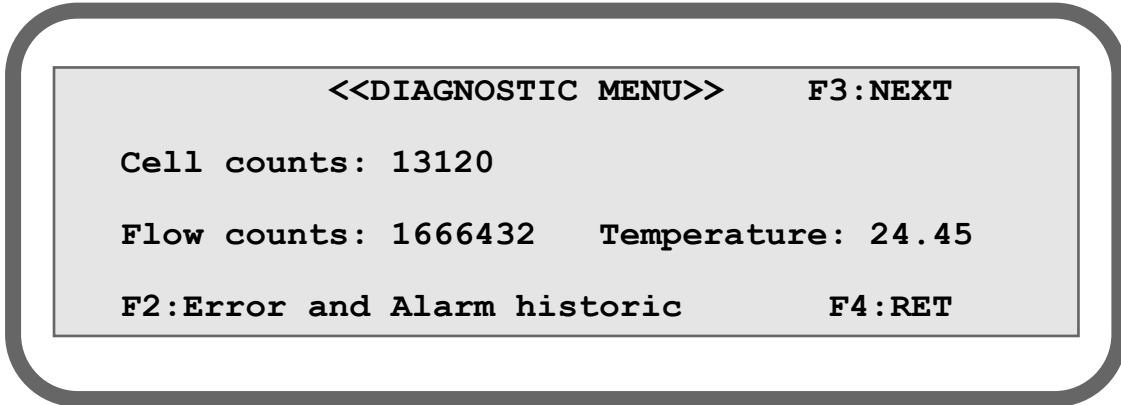 <<DIAGNOSTIC MENU>> F3:NEXT
Cell counts: 13120
Flow counts: 1666432 Temperature: 24.45
F2:Error and Alarm historic F4:RET